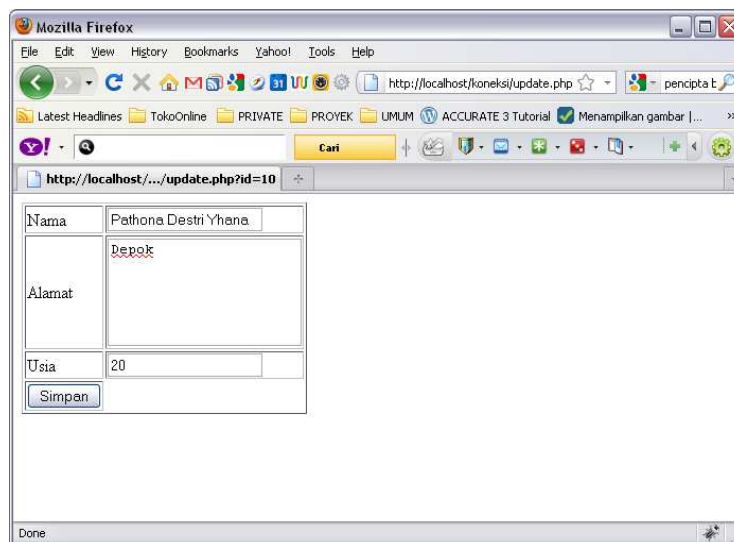 Mozilla Firefox
File Edit View History Bookmarks Yahoo! Tools Help
http://localhost/koneksi/update.php pencipta
Latest Headlines TokoOnline PRIVATE PROYEK UMUM ACCURATE 3 Tutorial Menampilkan gambar |... »
Y! Cari
http://localhost/.../update.php?id=10
Nama Pathona Destri Yhana
Depok
Alamat
Usia 20
Simpan
Done